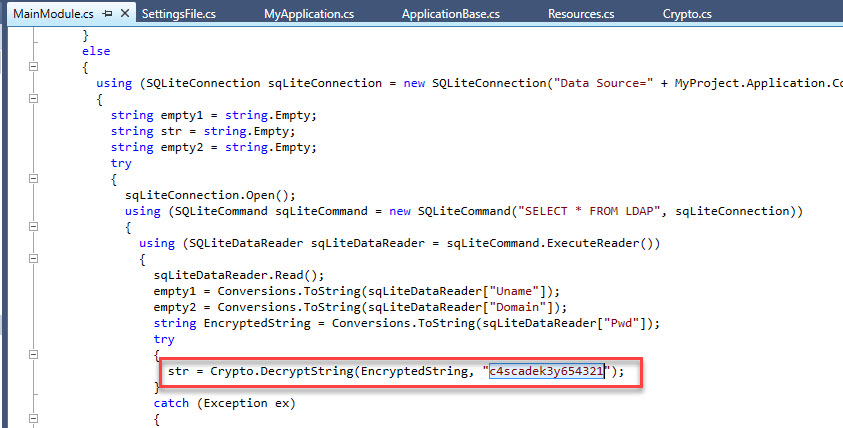 MainModule.cs SettingsFile.cs MyApplication.cs ApplicationBase.cs Resources.cs Crypto.cs
}
else
{
using (SQLiteConnection sqLiteConnection = new SQLiteConnection("Data Source=" + MyProject.Application.Co
{
string empty1 = string.Empty;
string str = string.Empty;
string empty2 = string.Empty;
try
{
sqLiteConnection.Open();
using (SQLiteCommand sqLiteCommand = new SQLiteCommand("SELECT * FROM LDAP", sqLiteConnection))
{
using (SQLiteDataReader sqLiteDataReader = sqLiteCommand.ExecuteReader())
{
sqLiteDataReader.Read();
empty1 = Conversions.ToString(sqLiteDataReader["Uname"]);
empty2 = Conversions.ToString(sqLiteDataReader["Domain"]);
string EncryptedString = Conversions.ToString(sqLiteDataReader["Pwd"]);
try
{
str = Crypto.DecryptString(EncryptedString, "c4scadek3y654321");
}
catch (Exception ex)
{